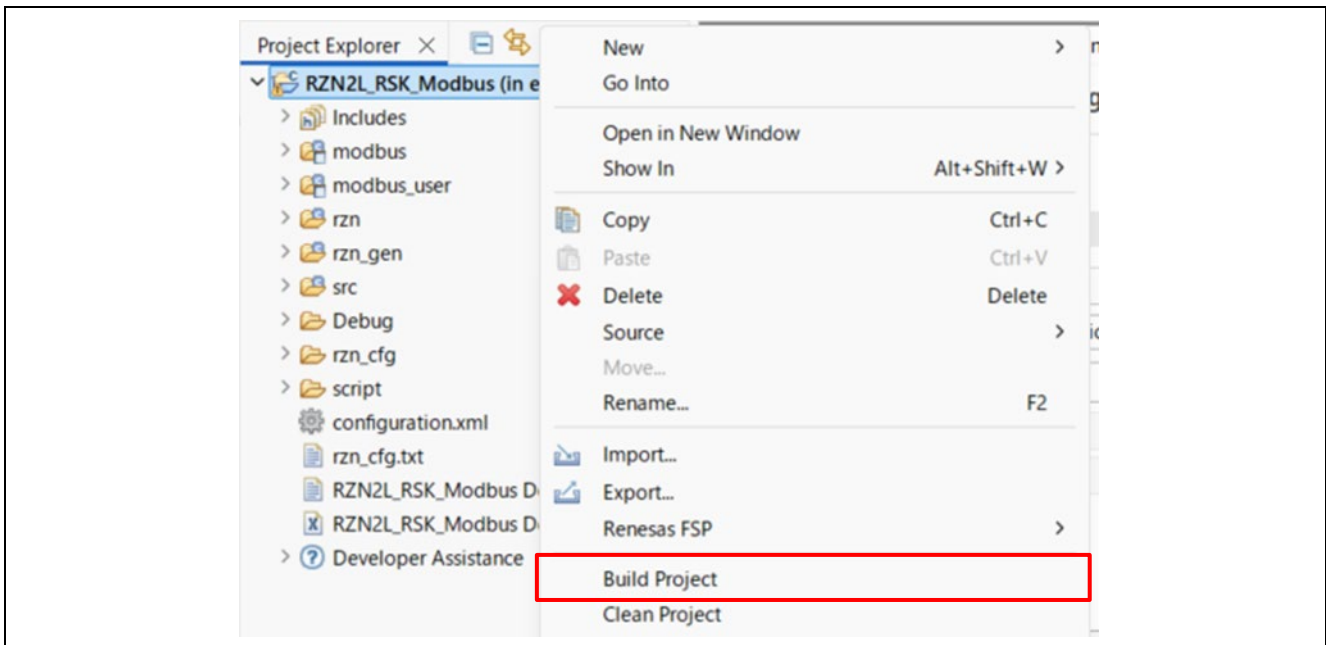 Project Explorer
RZN2L_RSK_Modbus (in e
Includes
modbus
modbus_user
rzn
rzn_gen
src
Debug
rzn_cfg
script
configuration.xml
rzn_cfg.txt
RZN2L_RSK_Modbus D
RZN2L_RSK_Modbus D
Developer Assistance
New
Go Into
Open in New Window
Show In Alt+Shift+W >
Copy Ctrl+C
Paste Ctrl+V
Delete Delete
Source
Move...
Rename... F2
Import...
Export...
Renesas FSP
Build Project
Clean Project